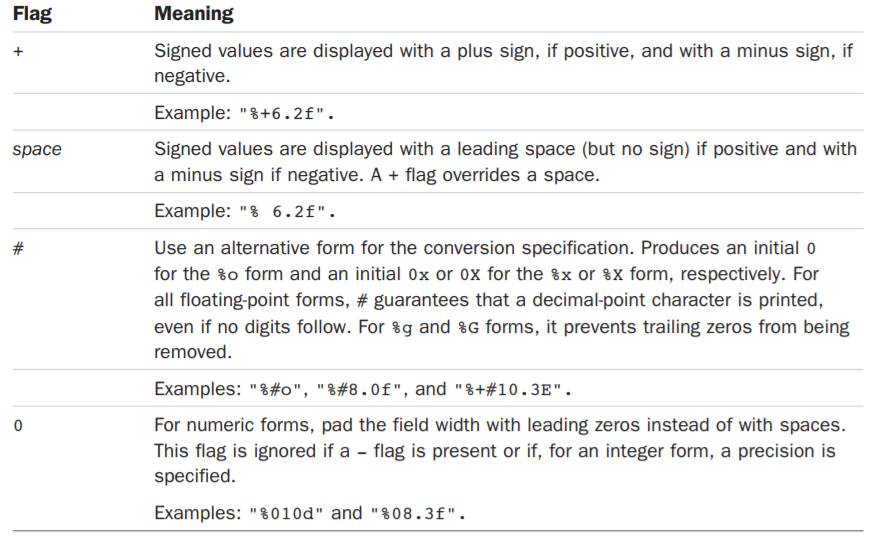 Flag Meaning
+ Signed values are displayed with a plus sign, if positive, and with a minus sign, if
negative.
Example: "%+6.2f".
space Signed values are displayed with a leading space (but no sign) if positive and with
a minus sign if negative. A + flag overrides a space.
Example: "% 6.2f".
# Use an alternative form for the conversion specification. Produces an initial 0
for the %o form and an initial 0x or 0X for the %x or %X form, respectively. For
all floating-point forms, # guarantees that a decimal-point character is printed,
even if no digits follow. For %g and %G forms, it prevents trailing zeros from being
removed.
Examples: "%#o", "%#8.0f", and "%+#10.3E".
0 For numeric forms, pad the field width with leading zeros instead of with spaces.
This flag is ignored if a – flag is present or if, for an integer form, a precision is
specified.
Examples: "%010d" and "%08.3f".